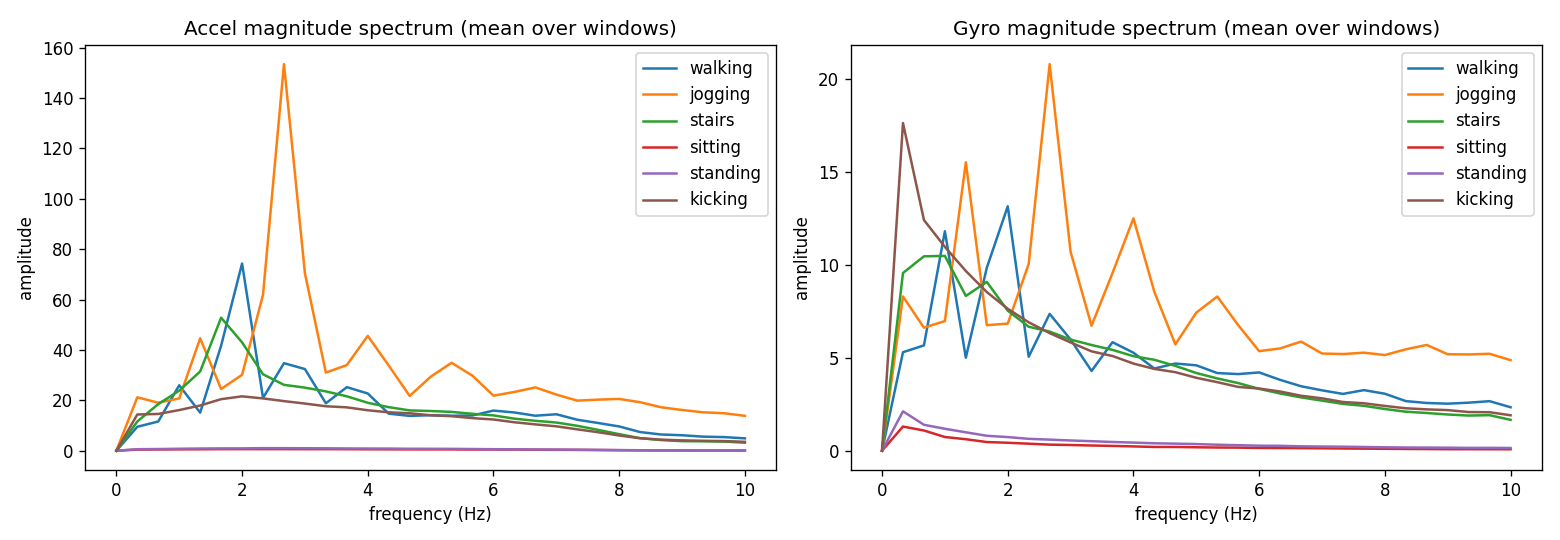 Accel magnitude spectrum (mean over windows)
160
140
120
100
80
60
40
20
0
amplitude
0 2 4 6 8 10
frequency (Hz)
walking
jogging
stairs
sitting
standing
kicking
Gyro magnitude spectrum (mean over windows)
20
15
10
5
0
amplitude
0 2 4 6 8 10
frequency (Hz)
walking
jogging
stairs
sitting
standing
kicking